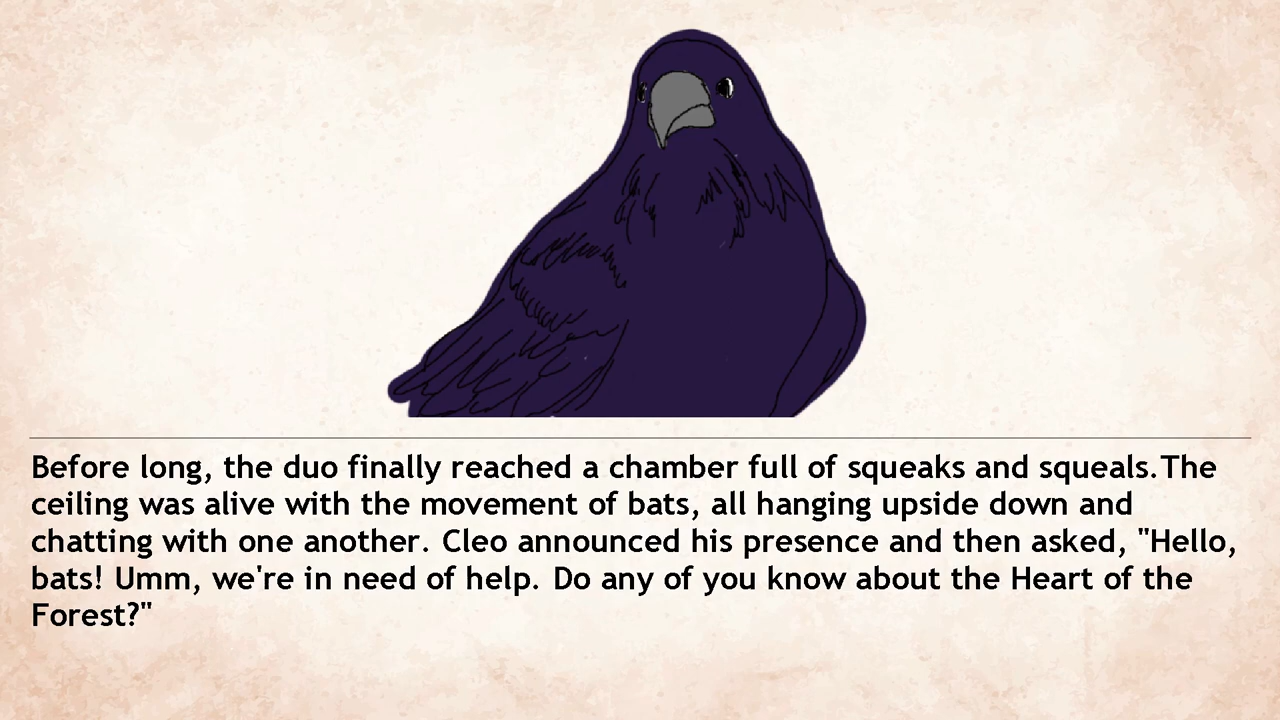 Before long, the duo finally reached a chamber full of squeaks and squeals.The
ceiling was alive with the movement of bats, all hanging upside down and
chatting with one another. Cleo announced his presence and then asked, "Hello,
bats! Umm, we're in need of help. Do any of you know about the Heart of the
Forest?"